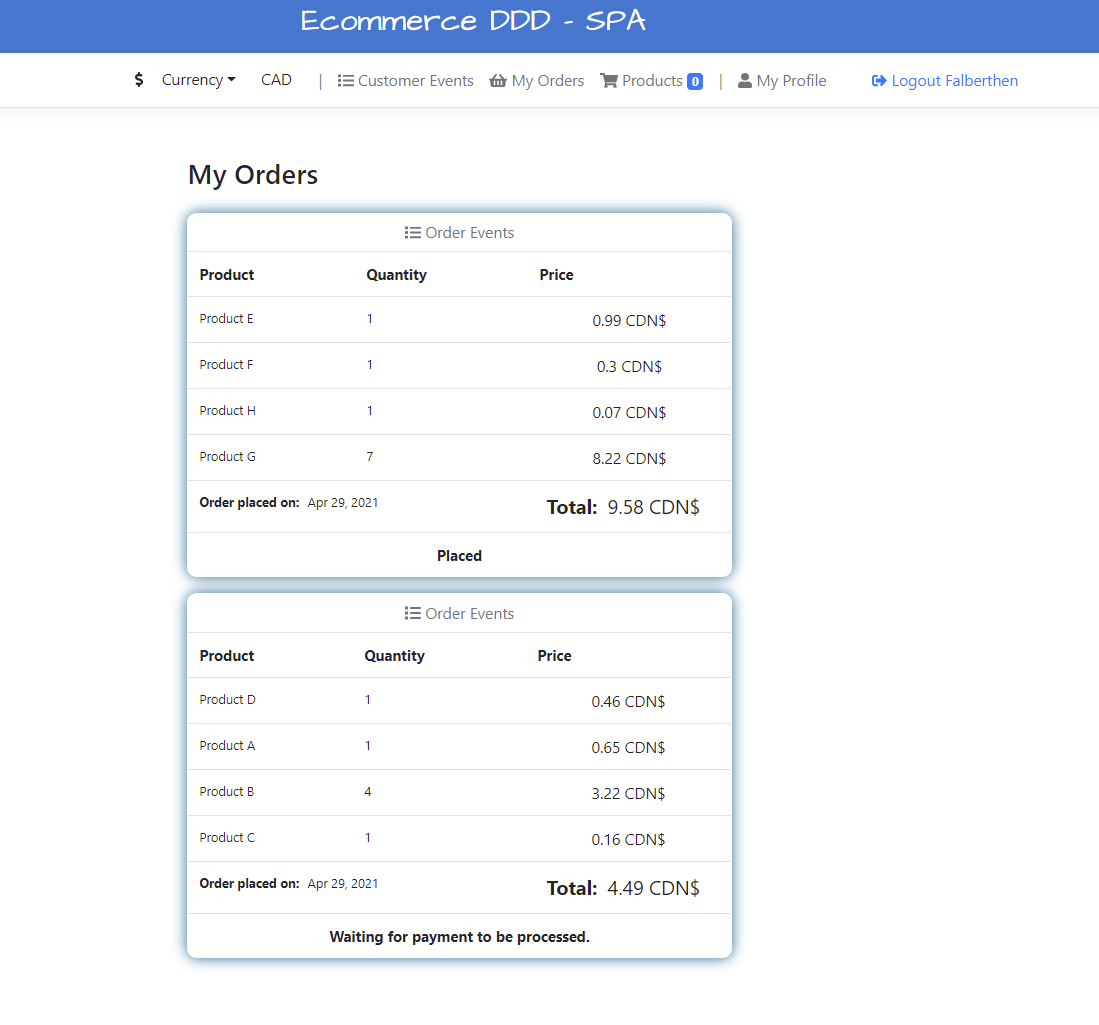 Ecommerce DDD - SPA
$ Currency CAD | Customer Events My Orders Products 0 | My Profile Logout Falberthen
My Orders
Order Events
Product Quantity Price
Product E 1 0.99 CDN$
Product F 1 0.3 CDN$
Product H 1 0.07 CDN$
Product G 7 8.22 CDN$
Order placed on: Apr 29, 2021 Total: 9.58 CDN$
Placed
Order Events
Product Quantity Price
Product D 1 0.46 CDN$
Product A 1 0.65 CDN$
Product B 4 3.22 CDN$
Product C 1 0.16 CDN$
Order placed on: Apr 29, 2021 Total: 4.49 CDN$
Waiting for payment to be processed.